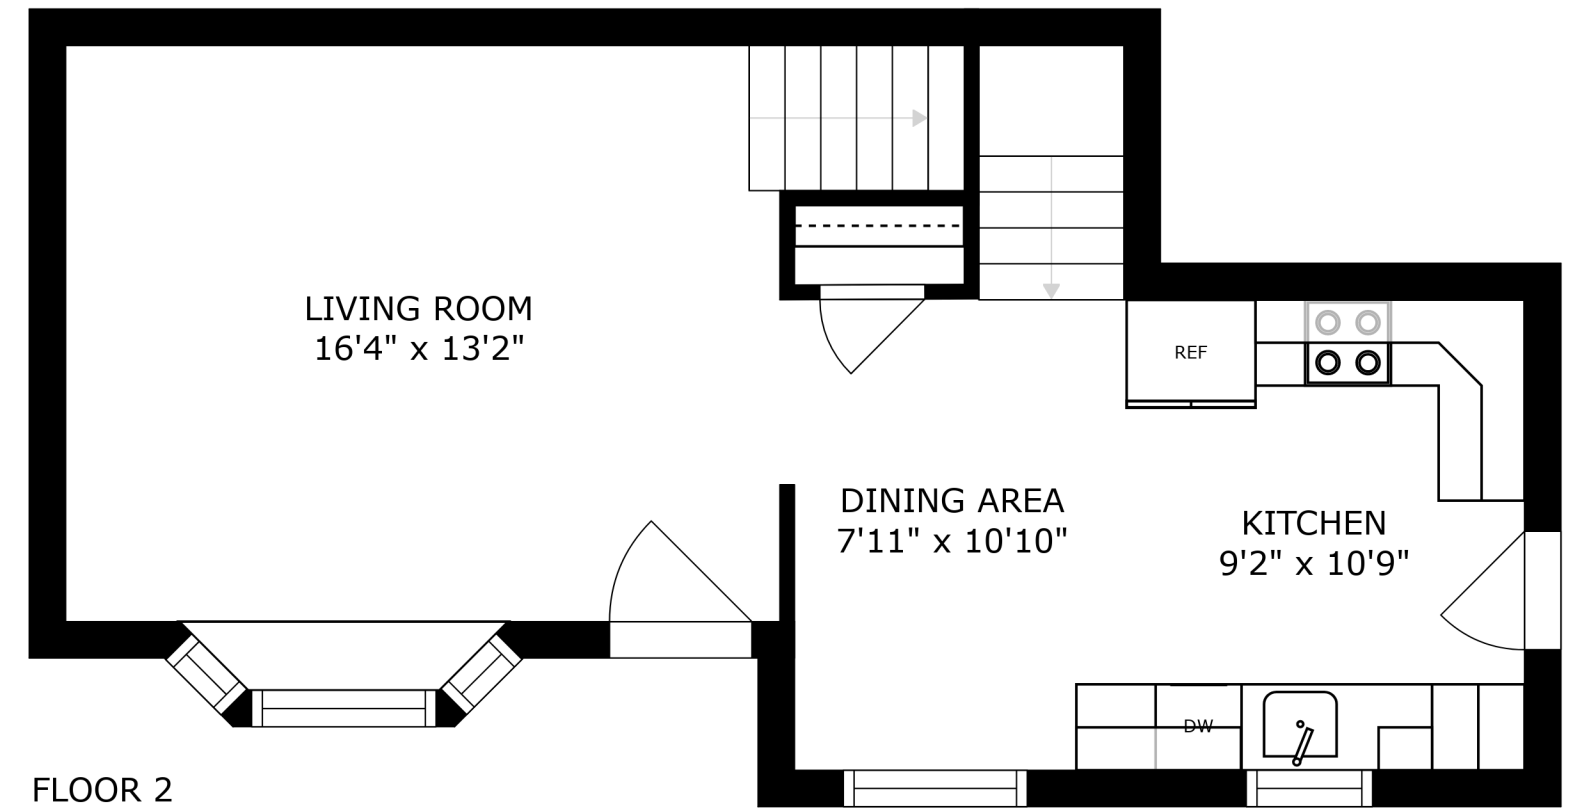 LIVING ROOM
16'4" x 13'2"
REF
DINING AREA
7'11" x 10'10"
KITCHEN
9'2" x 10'9"
DW
FLOOR 2